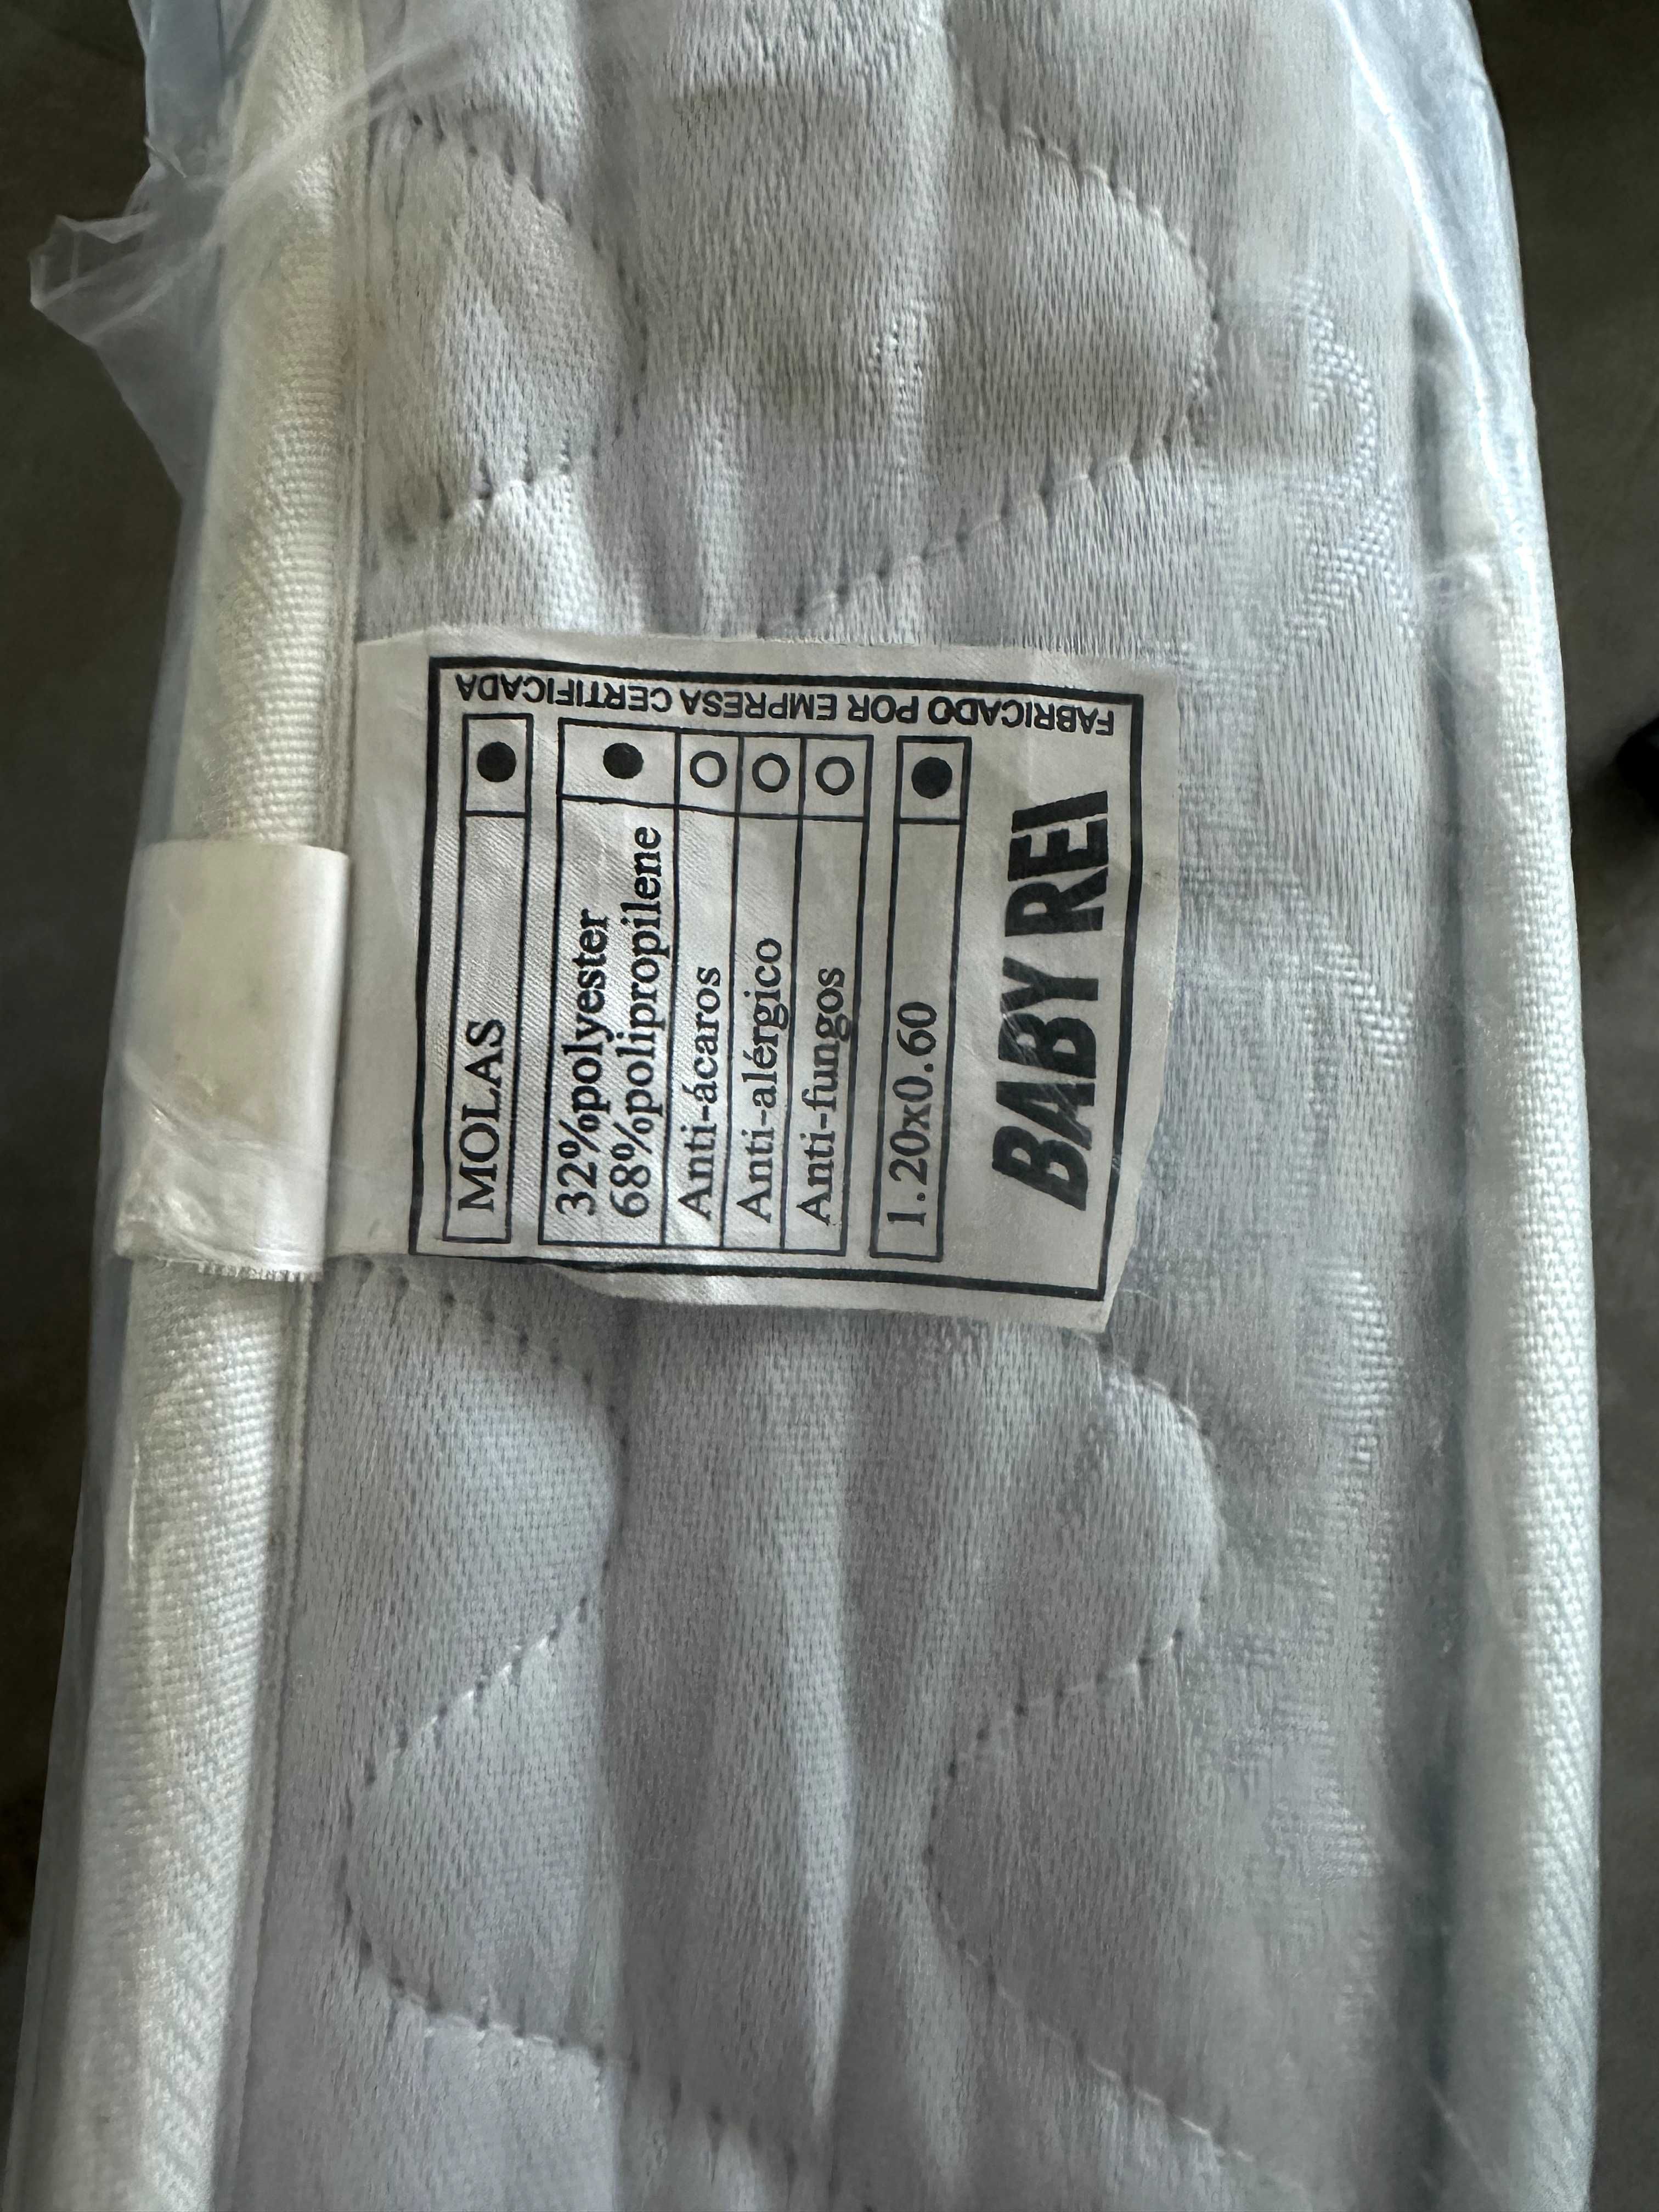 MOLAS
32%polyester
68%polipropilene
Anti-ácaros
Anti-alérgico
Anti-fungos
1.20x0.60
BABY REI
FABRICADO POR EMPRESA CERTIFICADA